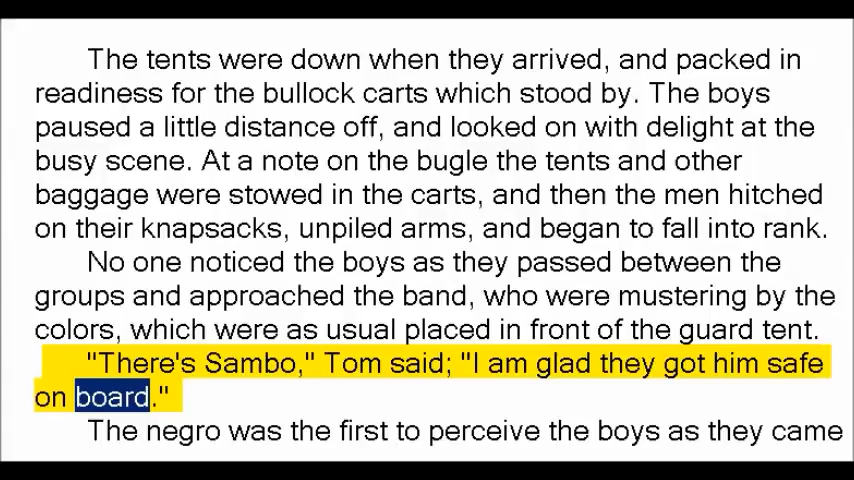 The tents were down when they arrived, and packed in
readiness for the bullock carts which stood by. The boys
paused a little distance off, and looked on with delight at the
busy scene. At a note on the bugle the tents and other
baggage were stowed in the carts, and then the men hitched
on their knapsacks, unpiled arms, and began to fall into rank.
No one noticed the boys as they passed between the
groups and approached the band, who were mustering by the
colors, which were as usual placed in front of the guard tent.
"There's Sambo," Tom said; "I am glad they got him safe
on board."
The negro was the first to perceive the boys as they came